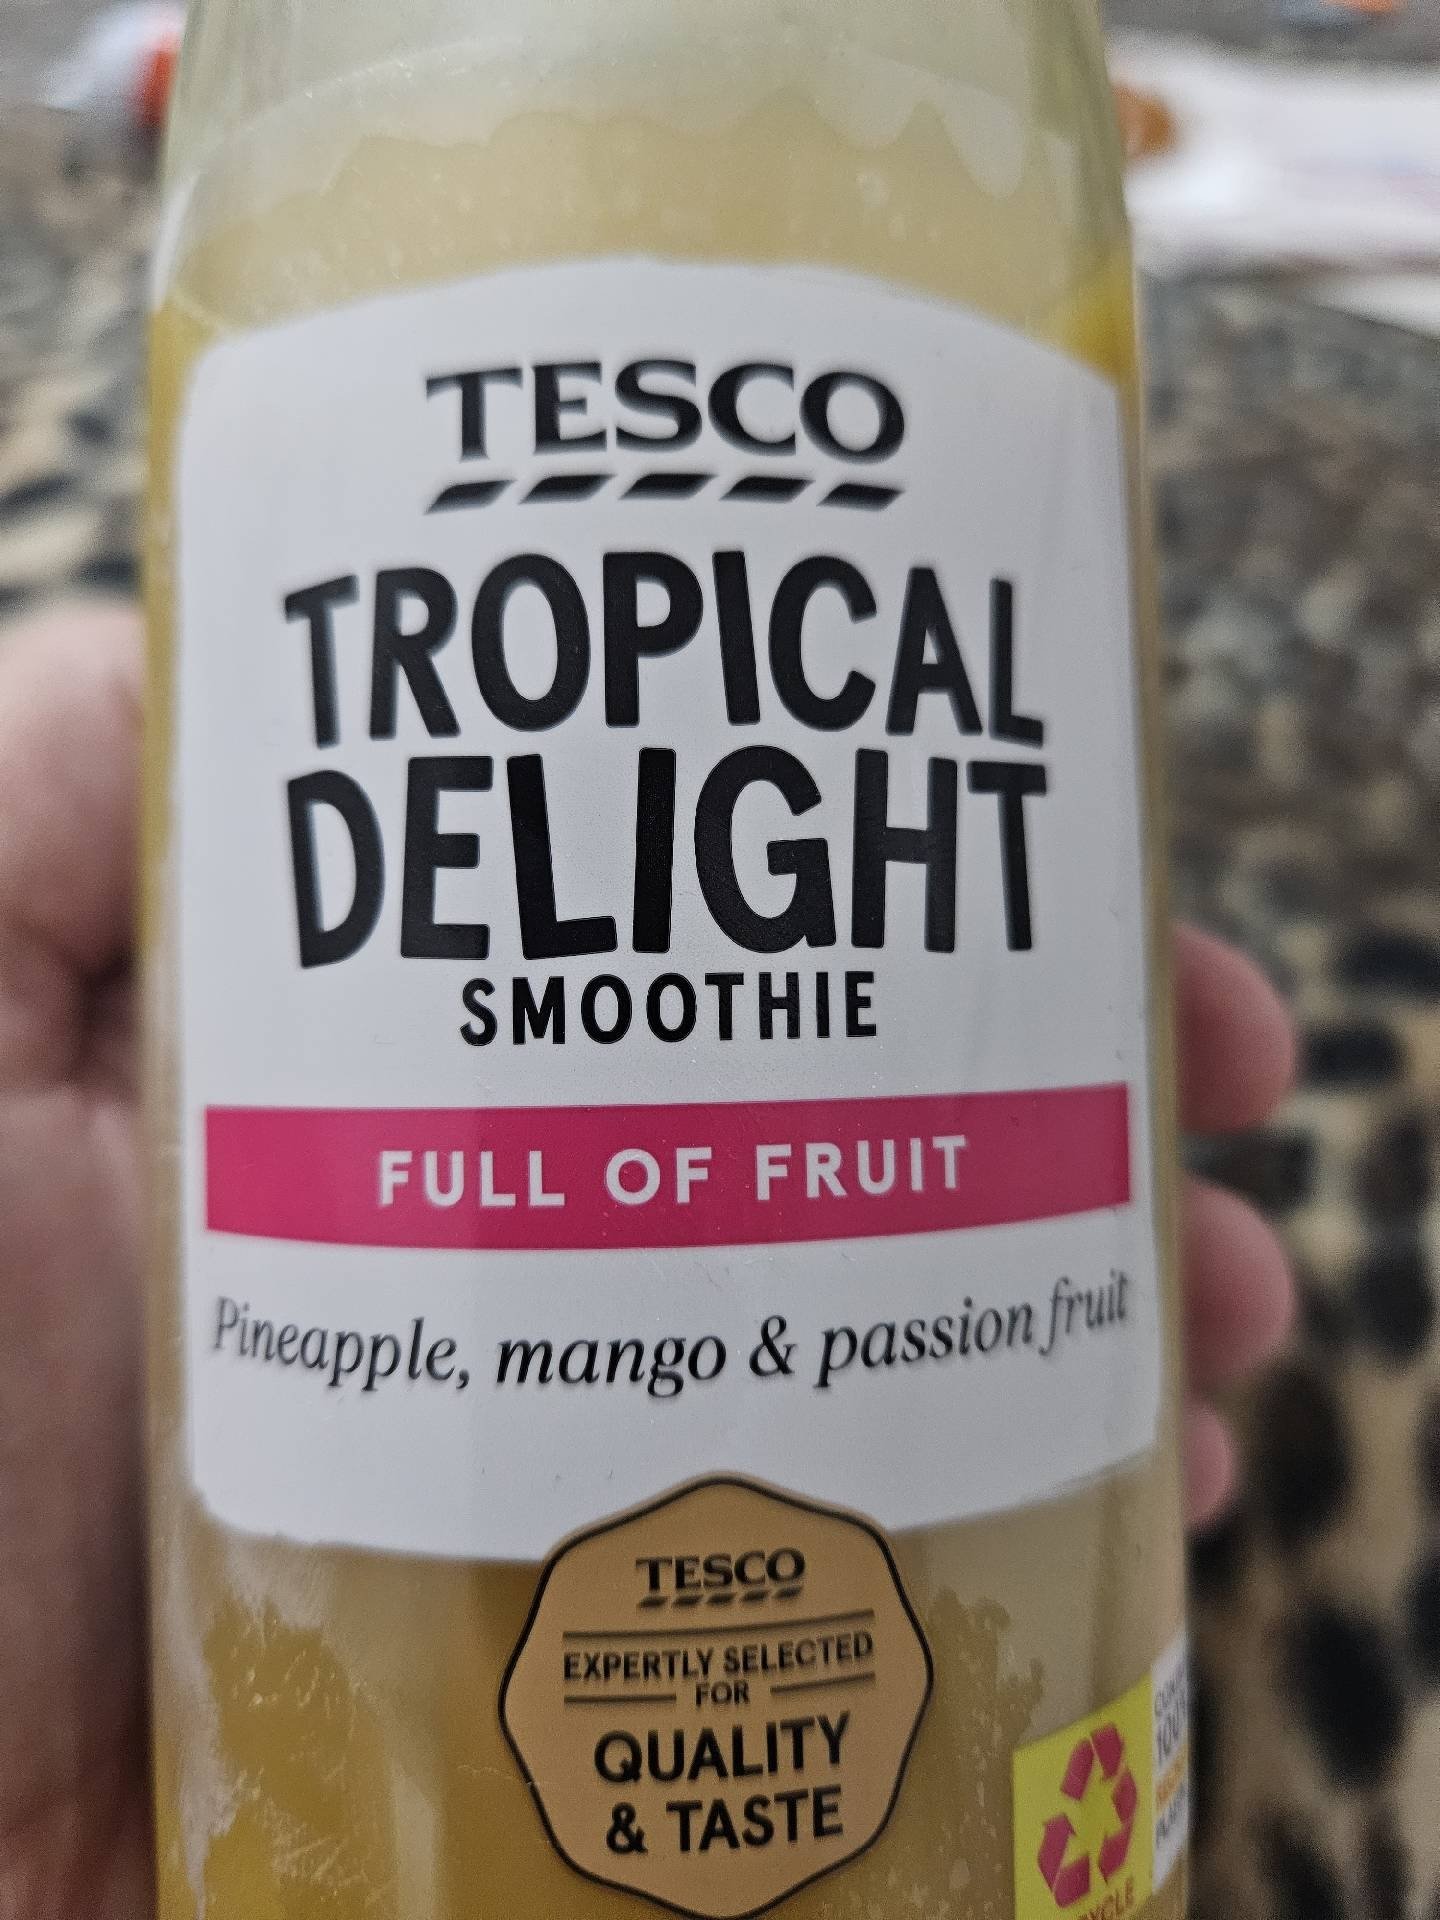 TESCO
TROPICAL
DELIGHT
SMOOTHIE
FULL OF FRUIT
Pineapple, mango & passion fruit
TESCO
EXPERTLY SELECTED
FOR
QUALITY
& TASTE